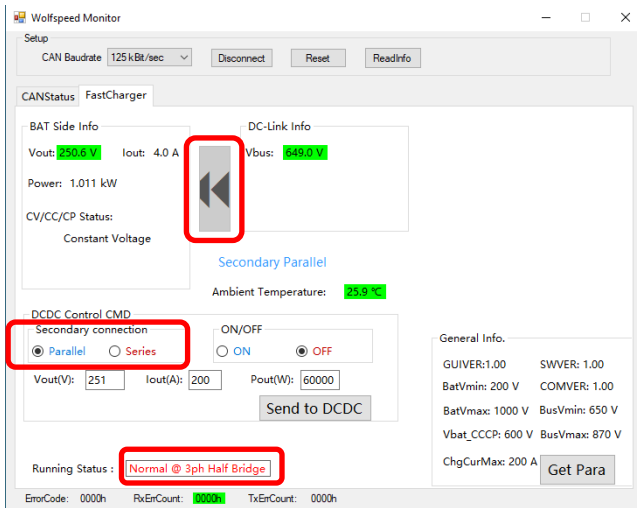 Wolfspeed Monitor
Setup
CAN Baudrate 125 kBit/sec Disconnect Reset ReadInfo
CANStatus FastCharger
BAT Side Info DC-Link Info
Vout: 250.6 V Iout: 4.0 A Vbus: 649.0 V
Power: 1.011 kW
CV/CC/CP Status:
Constant Voltage
Secondary Parallel
Ambient Temperature: 25.9 ℃
DCDC Control CMD
Secondary connection ON/OFF
Parallel Series ON OFF
Vout(V): 251 Iout(A): 200 Pout(W): 60000
Send to DCDC
General Info.
GUIVER:1.00 SWVER: 1.00
BatVmin: 200 V COMVER: 1.00
BatVmax: 1000 V BusVmin: 650 V
Vbat_CCCP: 600 V BusVmax: 870 V
ChgCurMax: 200 A Get Para
Running Status : Normal @ 3ph Half Bridge
ErrorCode: 0000h RxErrCount: 0000h TxErrCount: 0000h